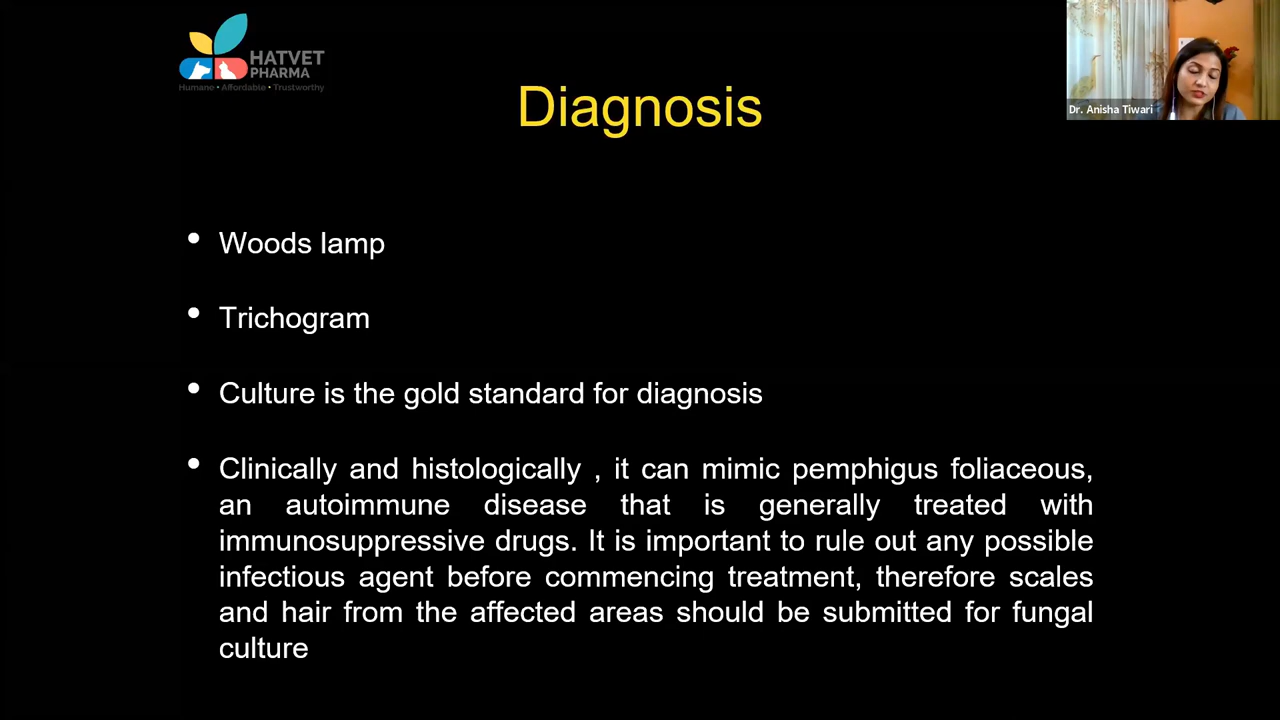 HATVET
PHARMA
Humane • Affordable • Trustworthy
Dr. Anisha Tiwari
Diagnosis
• Woods lamp
• Trichogram
• Culture is the gold standard for diagnosis
• Clinically and histologically , it can mimic pemphigus foliaceous,
an autoimmune disease that is generally treated with
immunosuppressive drugs. It is important to rule out any possible
infectious agent before commencing treatment, therefore scales
and hair from the affected areas should be submitted for fungal
culture